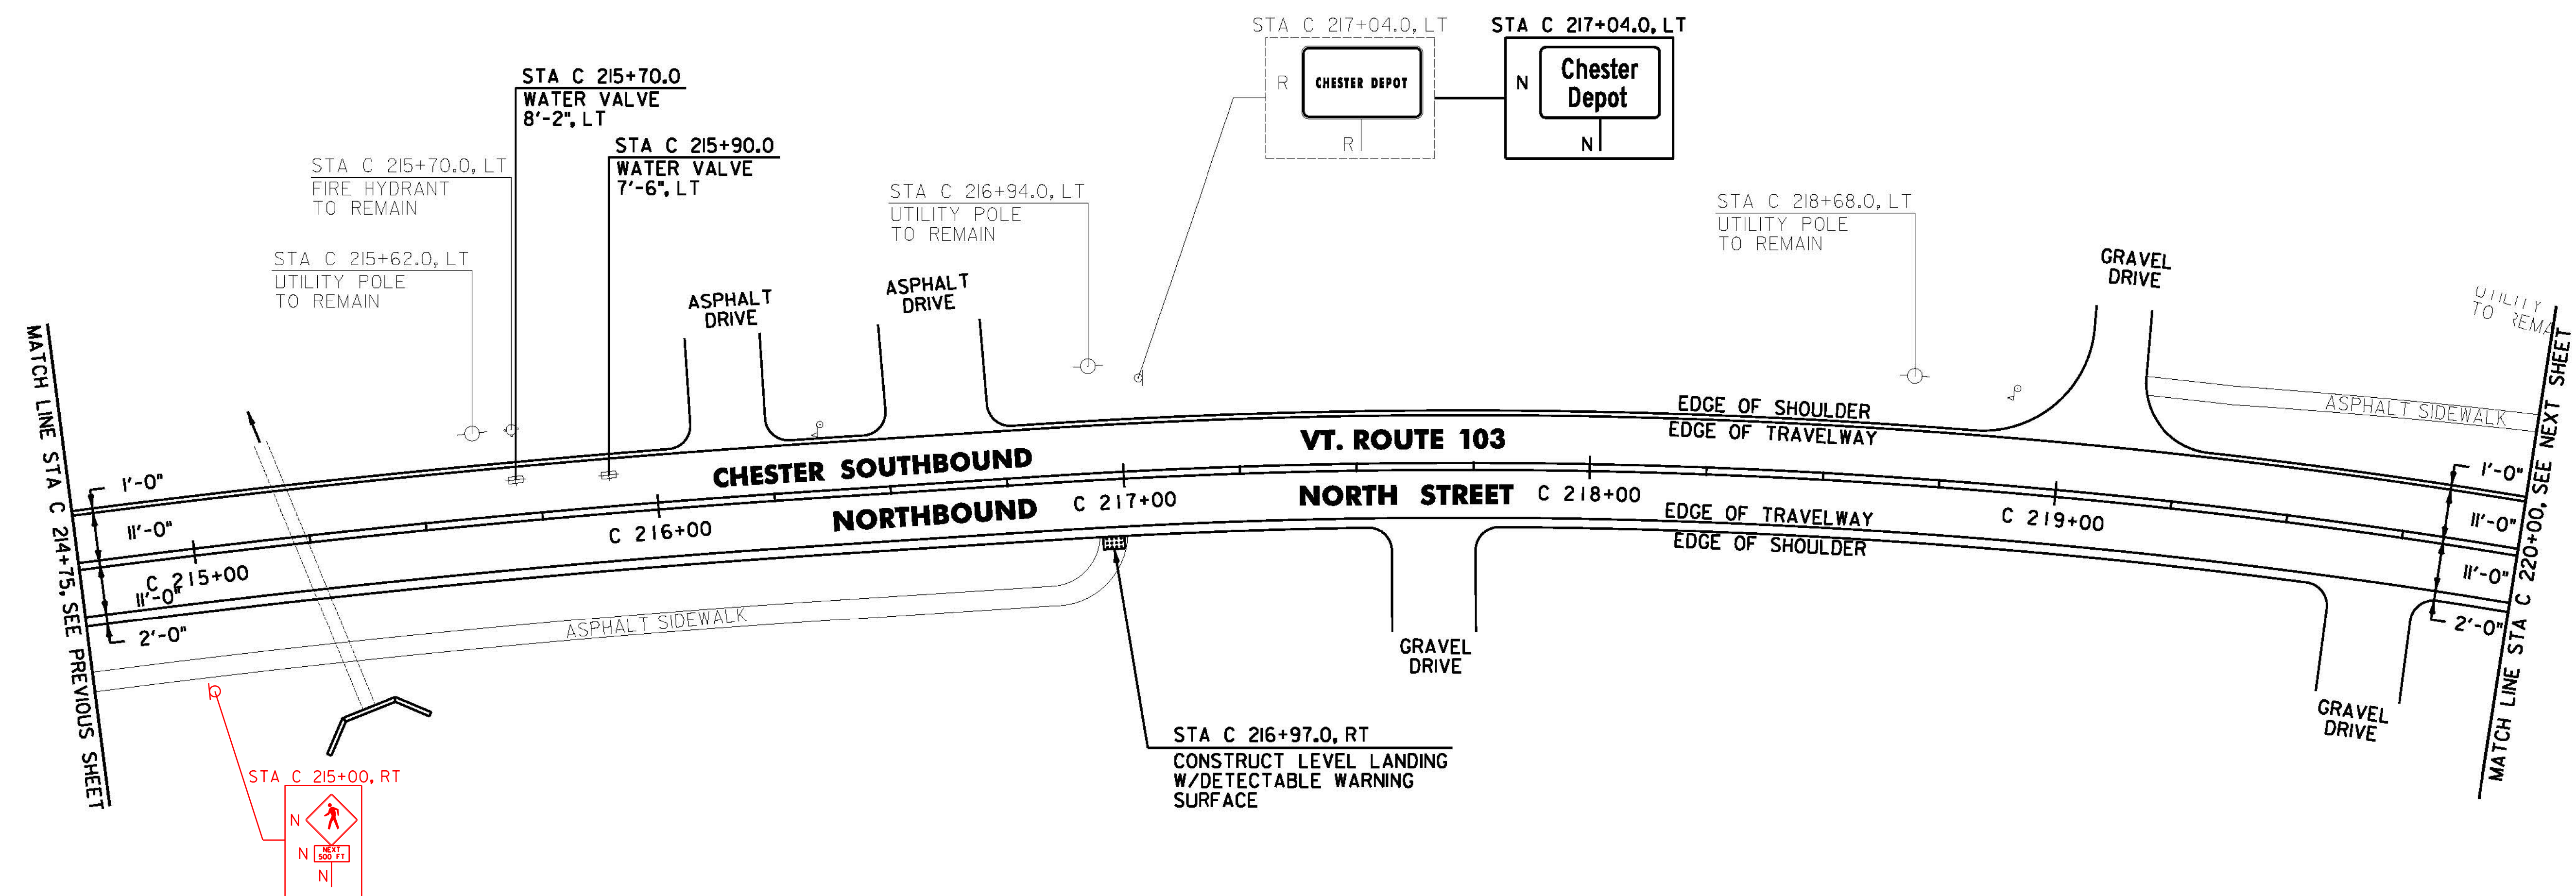 STA C 217+04.0, LT
R
CHESTER DEPOT
R
STA C 217+04.0, LT
N
Chester
Depot
N
STA C 215+70.0
WATER VALVE
8'-2", LT
STA C 215+90.0
WATER VALVE
7'-6", LT
STA C 215+70.0, LT
FIRE HYDRANT
TO REMAIN
STA C 216+94.0, LT
UTILITY POLE
TO REMAIN
STA C 218+68.0, LT
UTILITY POLE
TO REMAIN
STA C 215+62.0, LT
UTILITY POLE
TO REMAIN
ASPHALT
DRIVE
ASPHALT
DRIVE
GRAVEL
DRIVE
UTILITY
TO REMA
MATCH LINE STA C 214+75, SEE PREVIOUS SHEET
1'-0"
11'-0"
11'-0"
2'-0"
C 215+00
C 216+00
CHESTER SOUTHBOUND
NORTHBOUND
C 217+00
VT. ROUTE 103
NORTH STREET
C 218+00
EDGE OF SHOULDER
EDGE OF TRAVELWAY
EDGE OF TRAVELWAY
EDGE OF SHOULDER
C 219+00
ASPHALT SIDEWALK
1'-0"
11'-0"
11'-0"
2'-0"
MATCH LINE STA C 220+00, SEE NEXT SHEET
ASPHALT SIDEWALK
GRAVEL
DRIVE
GRAVEL
DRIVE
STA C 216+97.0, RT
CONSTRUCT LEVEL LANDING
W/DETECTABLE WARNING
SURFACE
STA C 215+00, RT
N
N
NEXT
500 FT
N